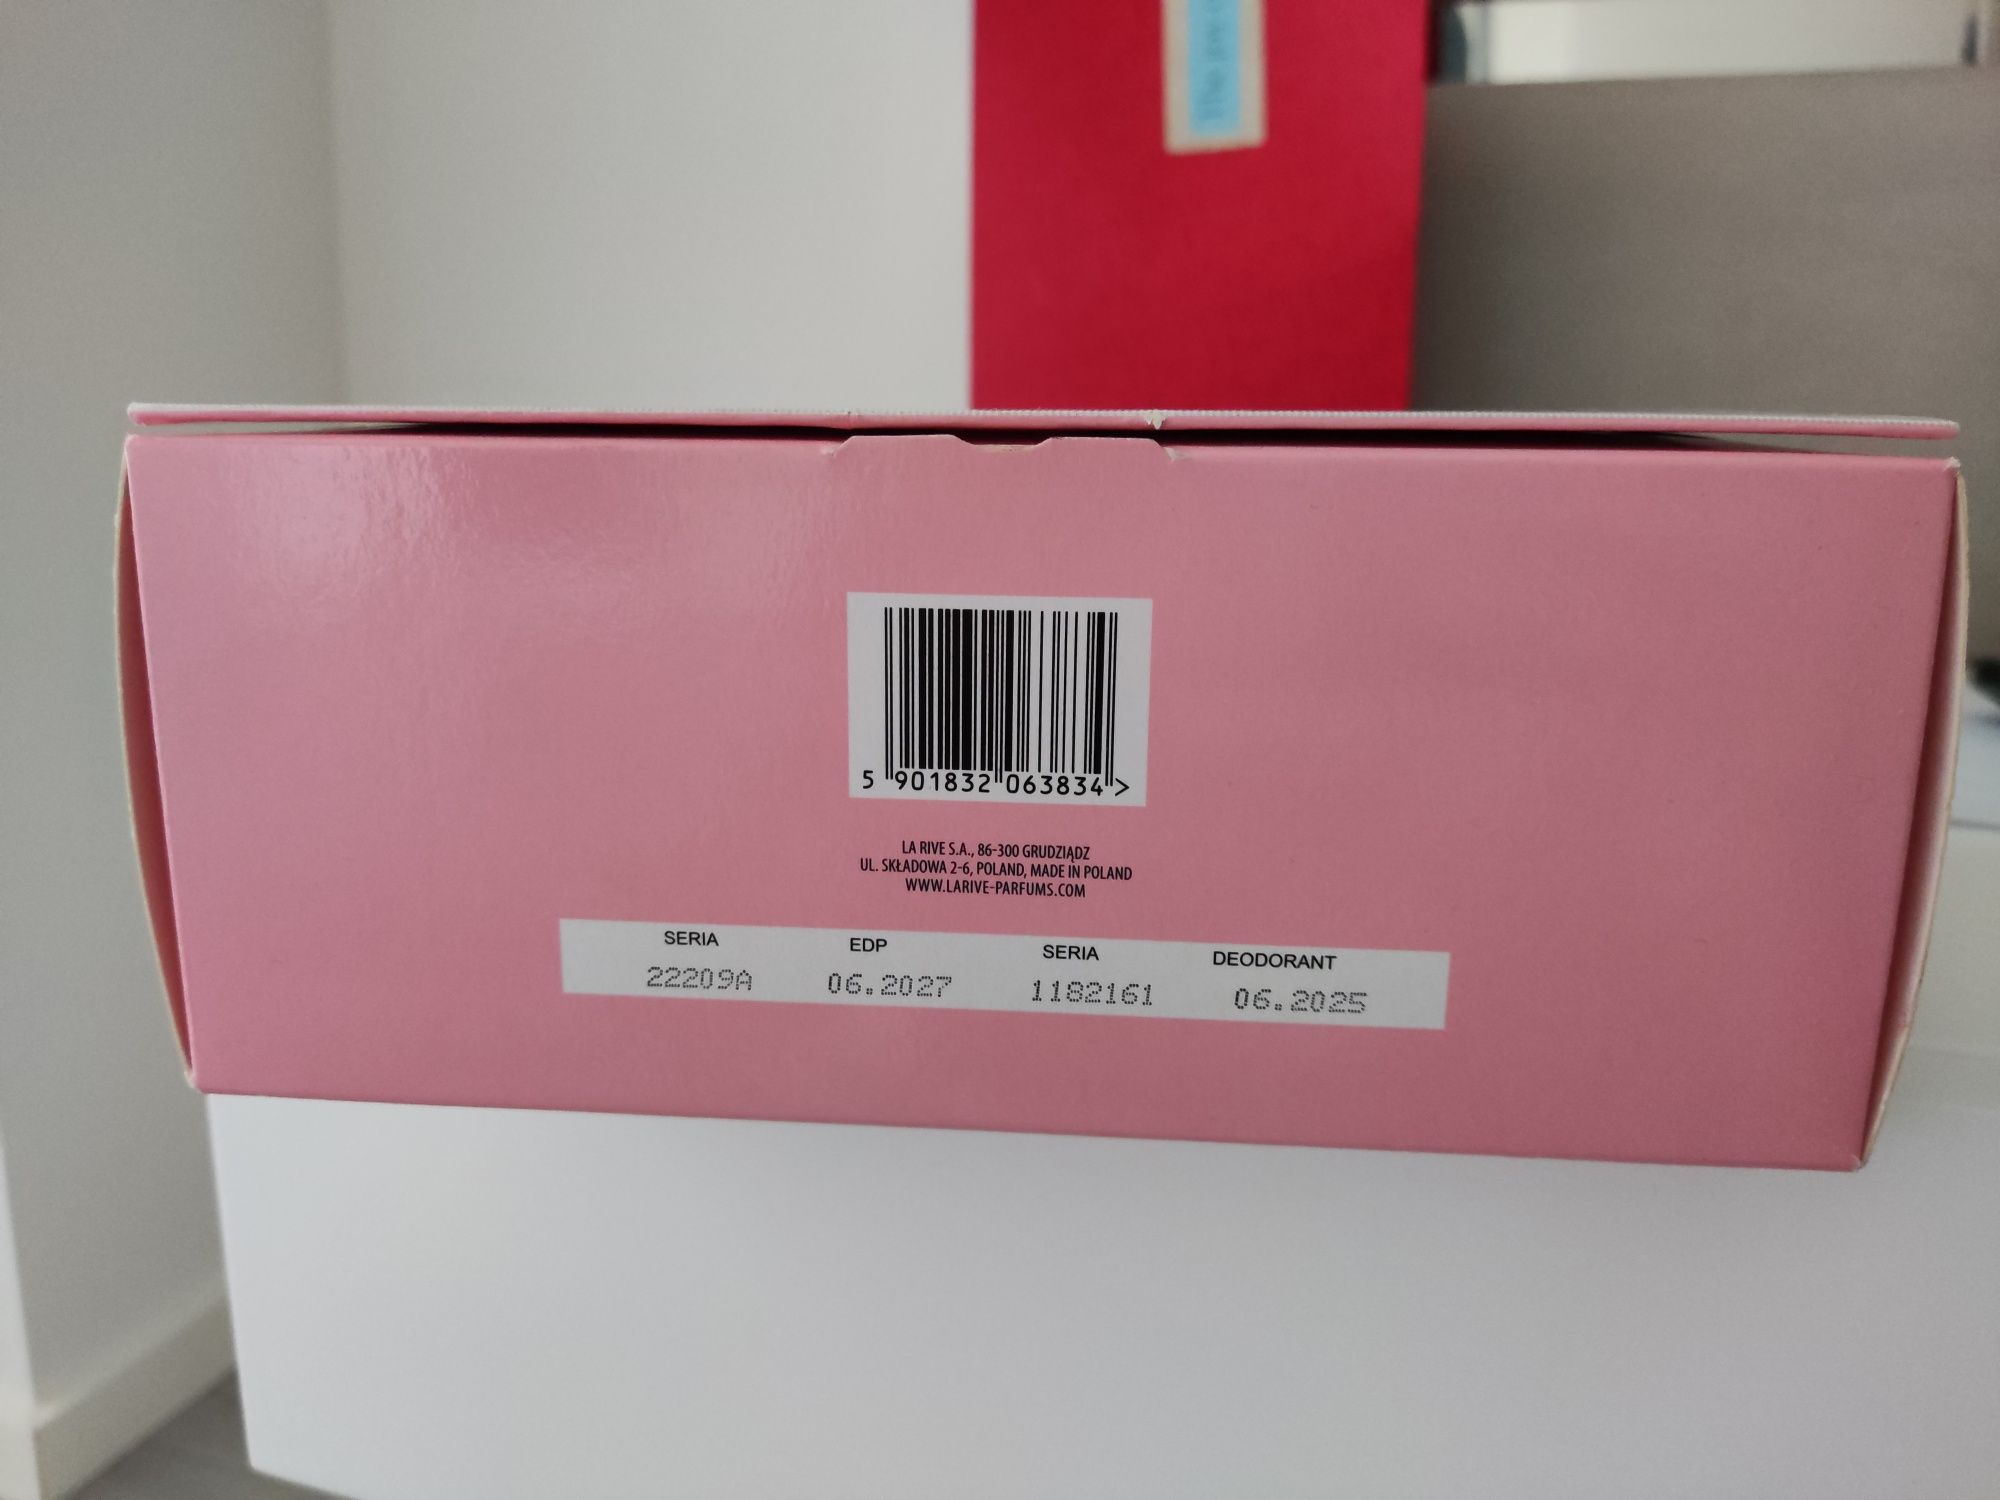 5 901832 063834 >
LA RIVE S.A., 86-300 GRUDZIĄDZ
UL. SKŁADOWA 2-6, POLAND, MADE IN POLAND
WWW.LARIVE-PARFUMS.COM
SERIA EDP SERIA DEODORANT
22209A 06.2027 1182161 06.2025